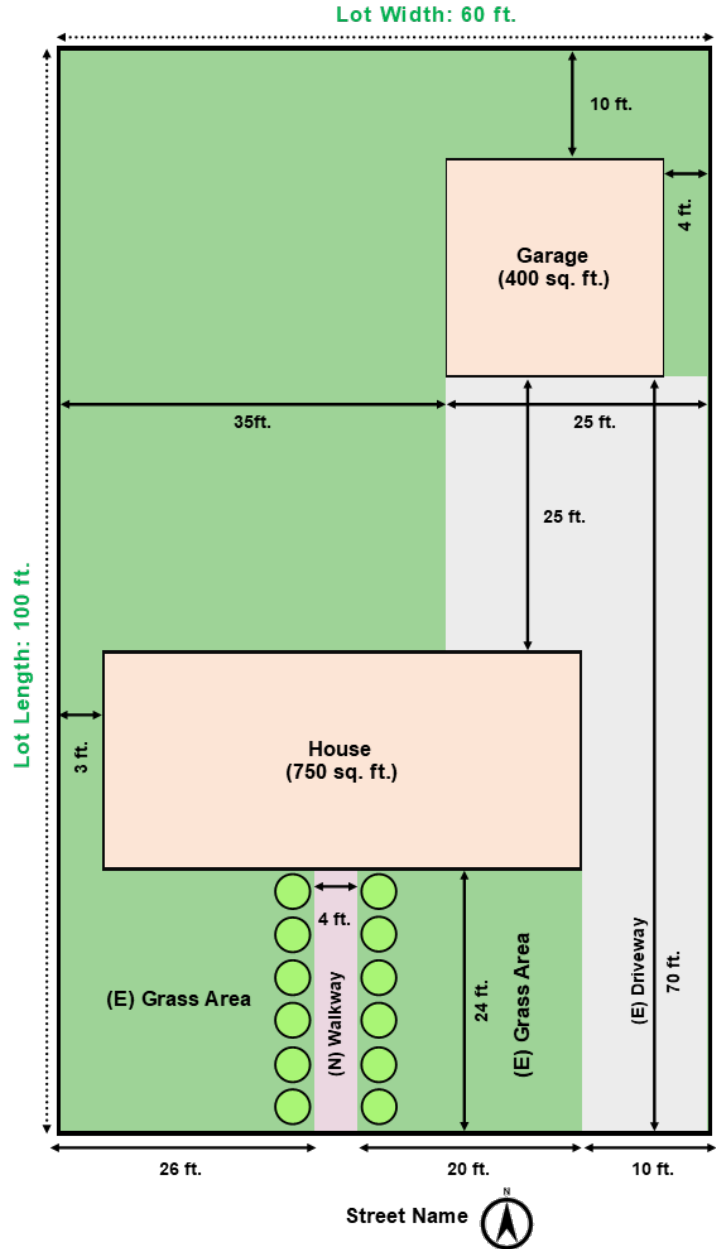 Lot Width: 60 ft.
10 ft.
4 ft.
Garage
(400 sq. ft.)
35ft.
25 ft.
25 ft.
Lot Length: 100 ft.
3 ft.
House
(750 sq. ft.)
4 ft.
(E) Grass Area
(N) Walkway
24 ft.
(E) Grass Area
(E) Driveway
70 ft.
26 ft.
20 ft.
10 ft.
Street Name
N